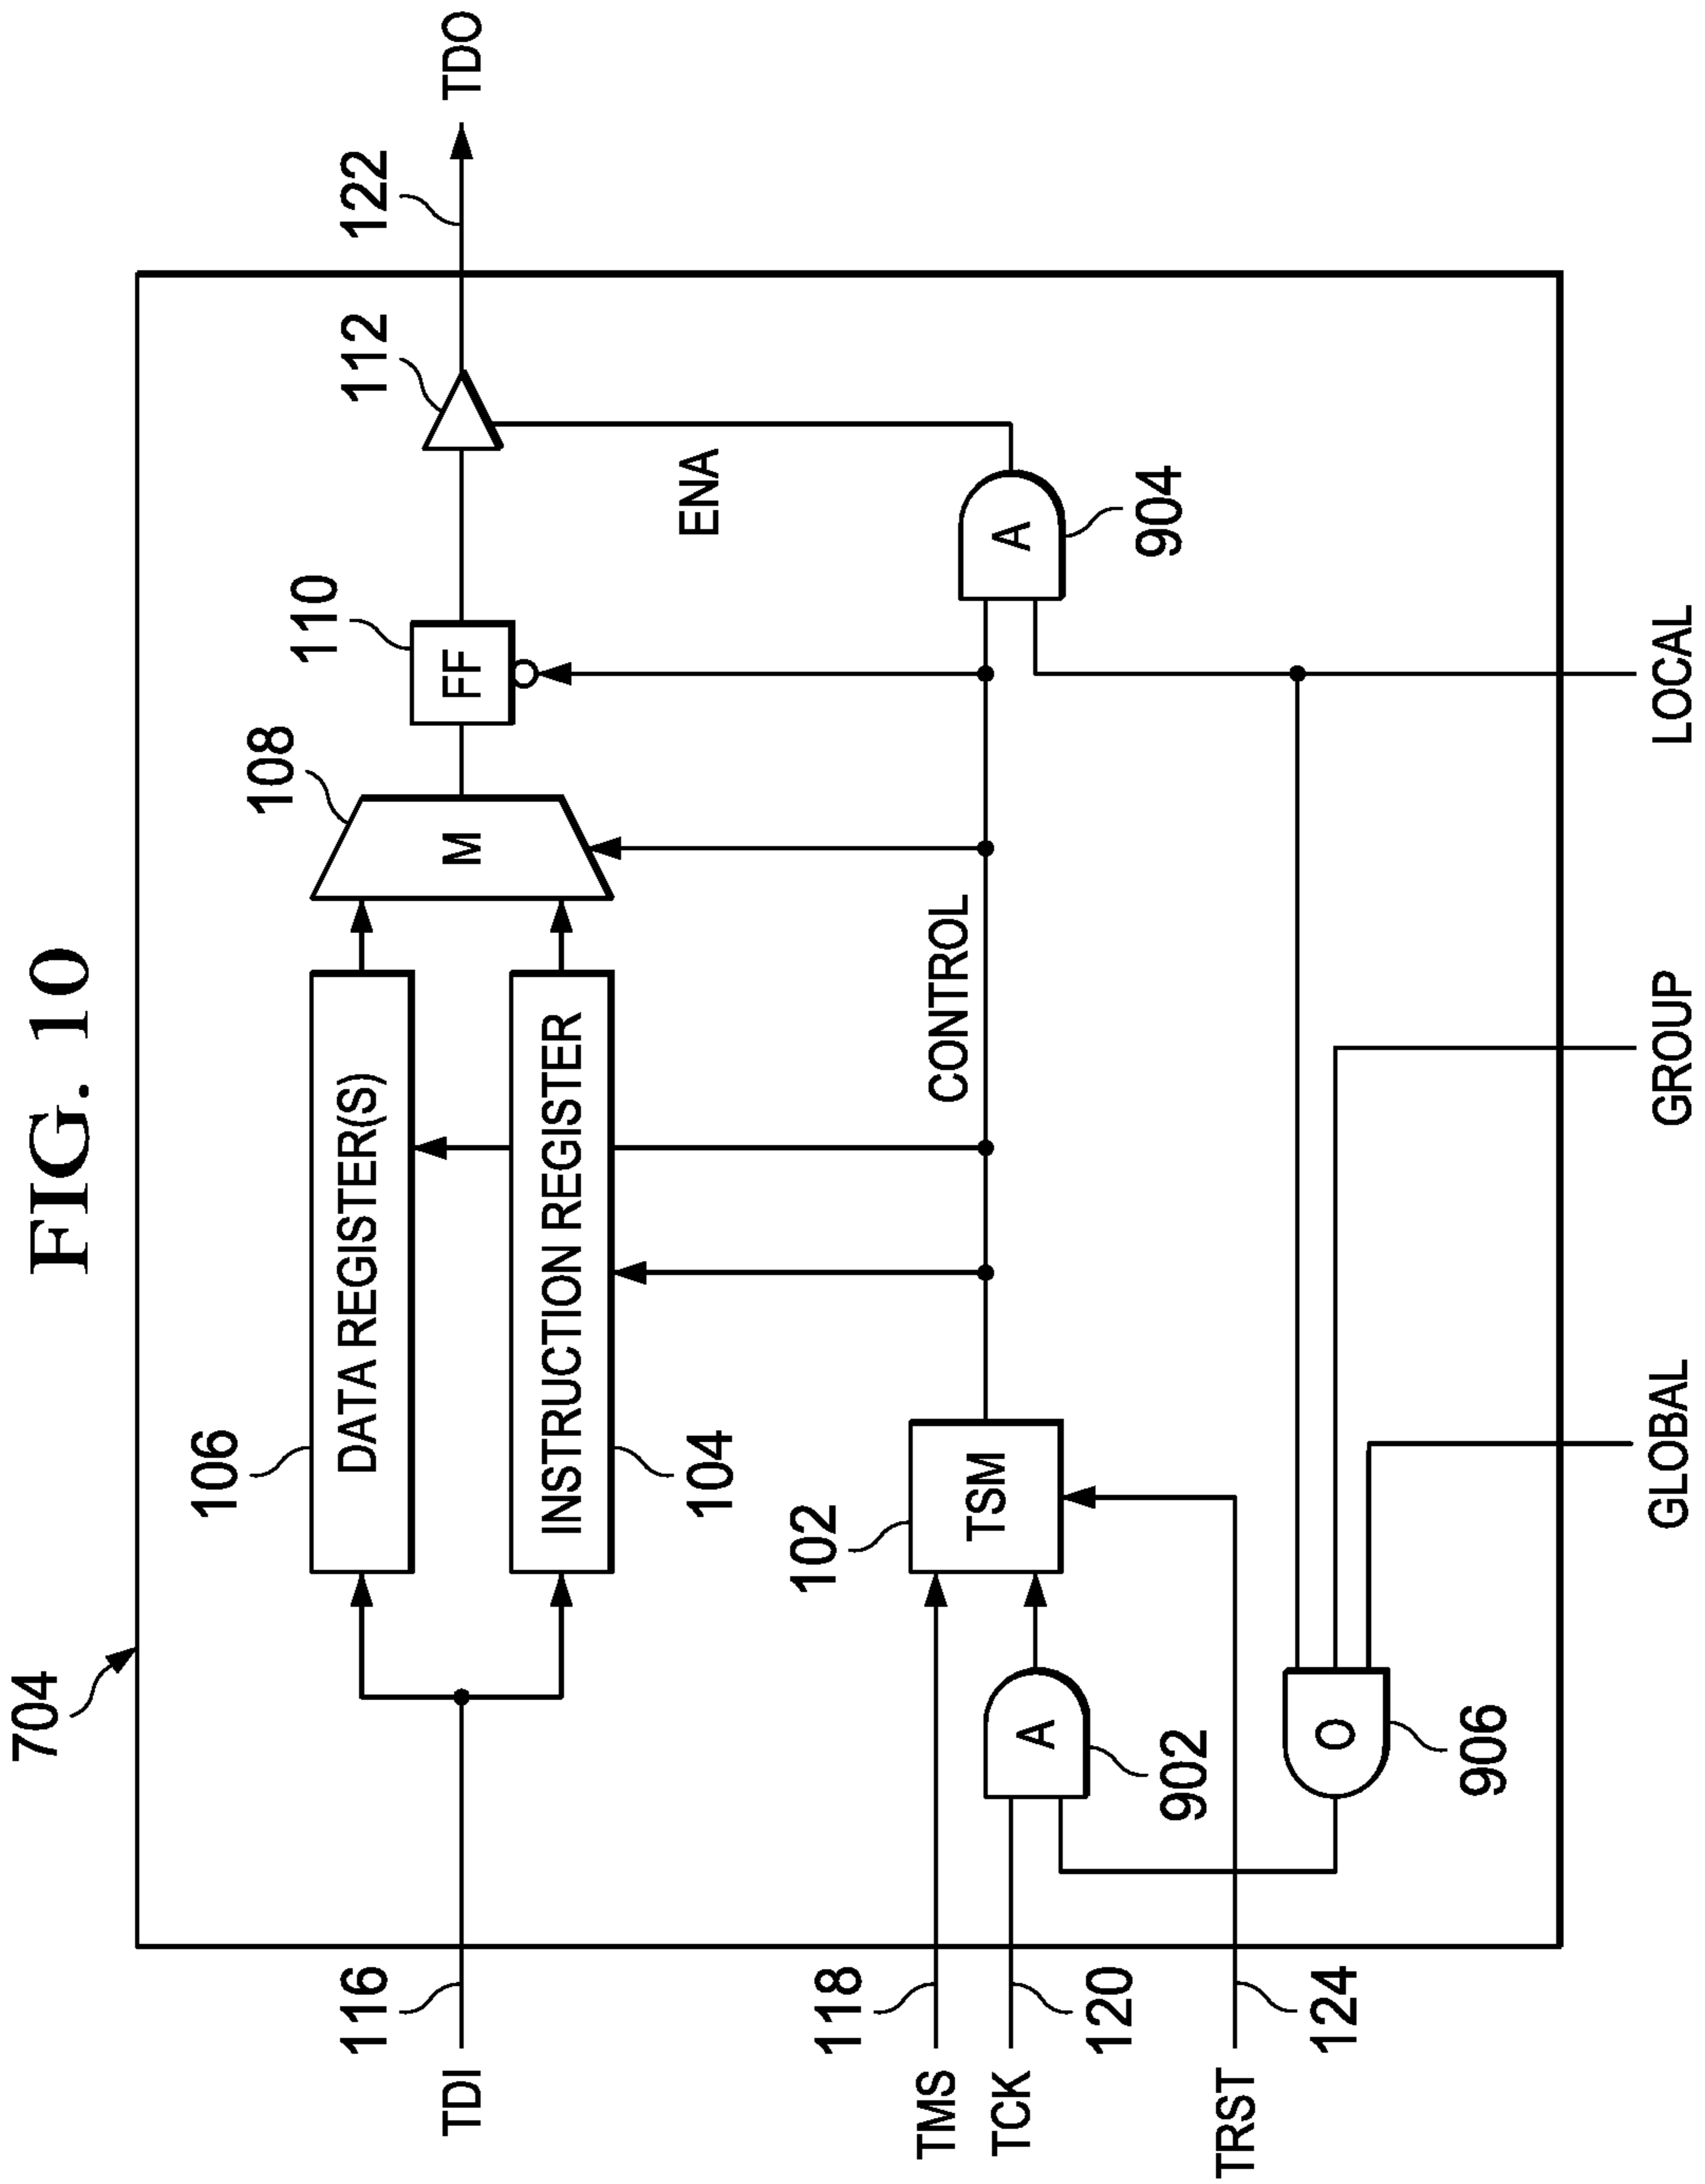 FIG. 10
704
106
DATA REGISTER(S)
108
M
110
FF
112
122
TDO
116
TDI
INSTRUCTION REGISTER
104
ENA
CONTROL
102
TSM
118
TMS
TCK
120
A
902
A
904
TRST
124
O
906
GLOBAL
GROUP
LOCAL